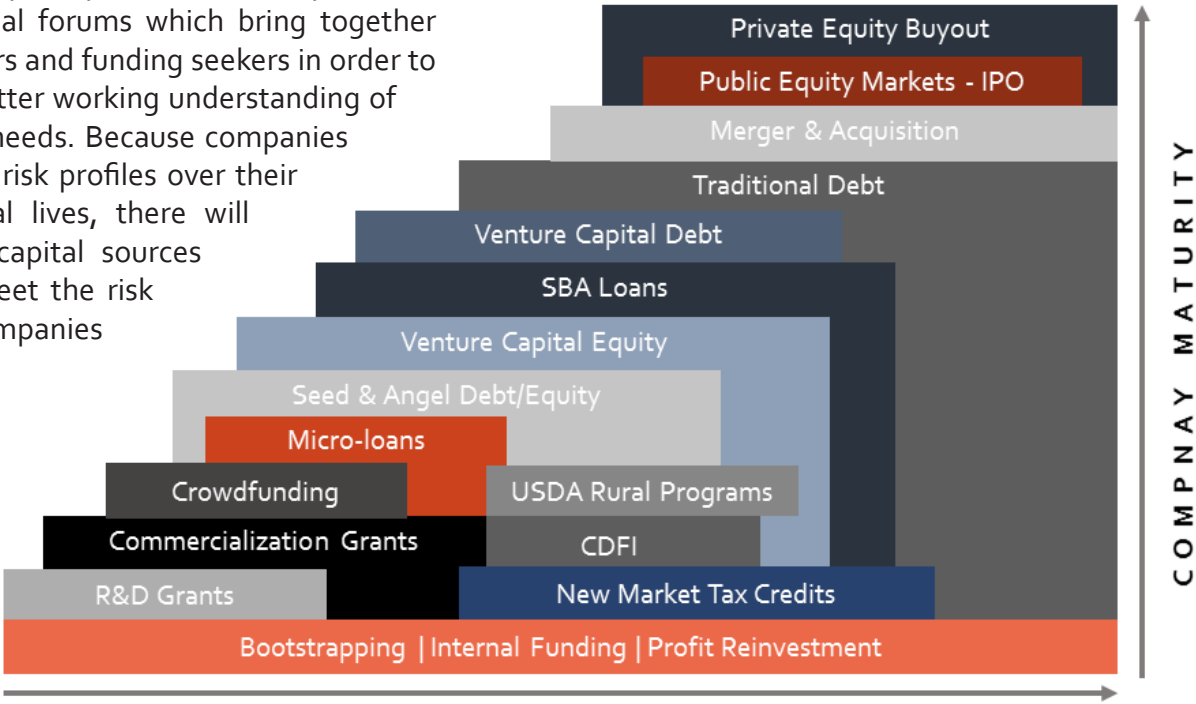 al forums which bring together
rs and funding seekers in order to
tter working understanding of
needs. Because companies
risk profiles over their
al lives, there will
capital sources
eet the risk
mpanies
Private Equity Buyout
Public Equity Markets - IPO
Merger & Acquisition
Traditional Debt
Venture Capital Debt
SBA Loans
Venture Capital Equity
Seed & Angel Debt/Equity
Micro-loans
Crowdfunding
USDA Rural Programs
Commercialization Grants
CDFI
R&D Grants
New Market Tax Credits
Bootstrapping | Internal Funding | Profit Reinvestment
COMPNAY MATURITY